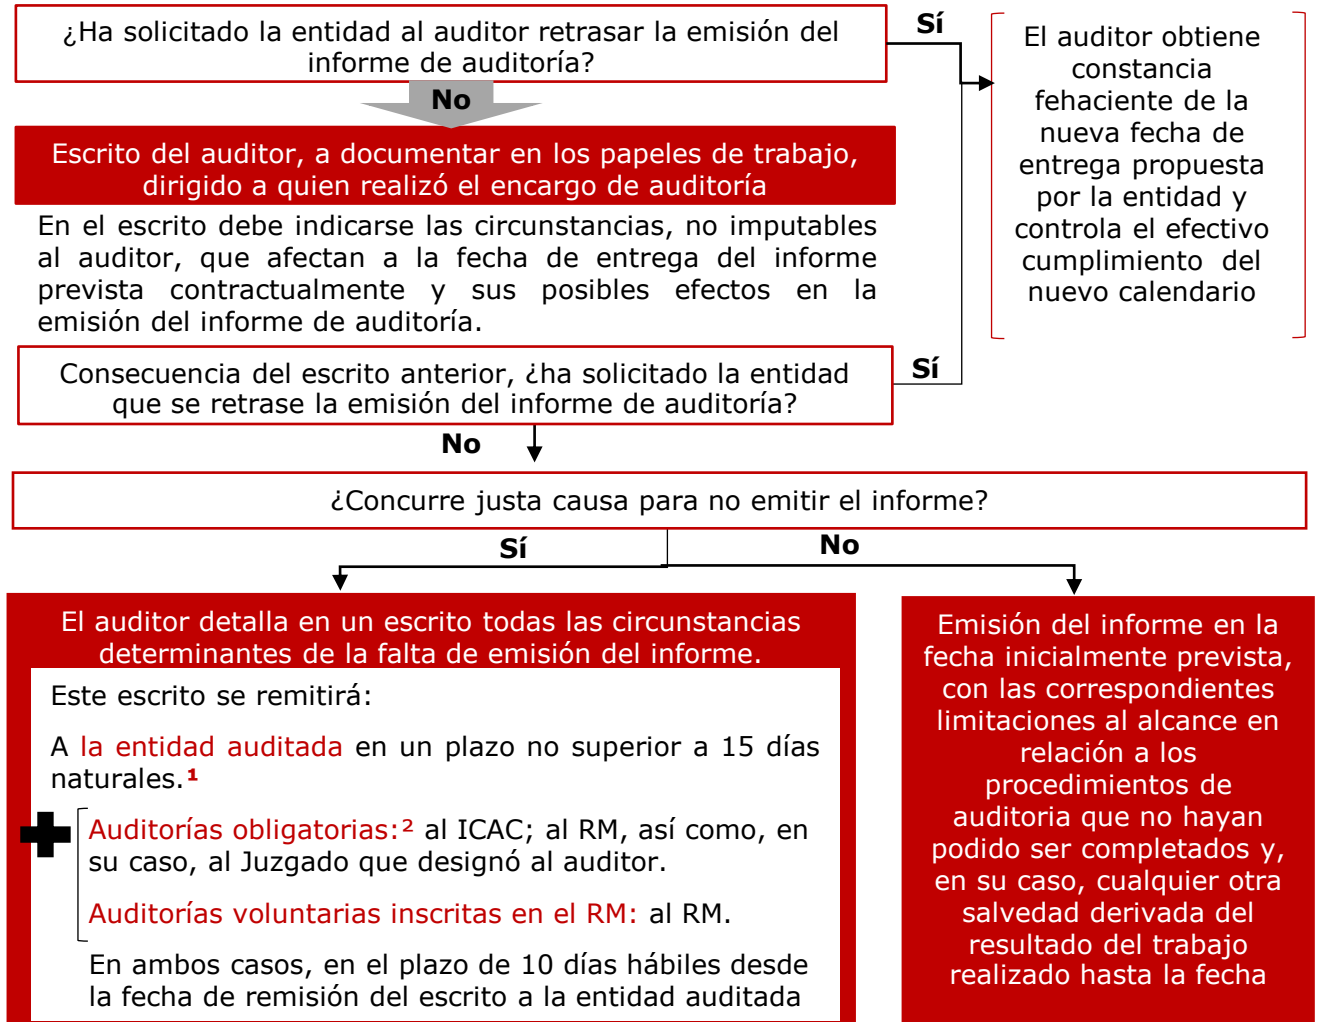 ¿Ha solicitado la entidad al auditor retrasar la emisión del
informe de auditoría?
Sí
No
El auditor obtiene
constancia
fehaciente de la
nueva fecha de
entrega propuesta
por la entidad y
controla el efectivo
cumplimiento del
nuevo calendario
Escrito del auditor, a documentar en los papeles de trabajo,
dirigido a quien realizó el encargo de auditoría
En el escrito debe indicarse las circunstancias, no imputables
al auditor, que afectan a la fecha de entrega del informe
prevista contractualmente y sus posibles efectos en la
emisión del informe de auditoría.
Consecuencia del escrito anterior, ¿ha solicitado la entidad
que se retrase la emisión del informe de auditoría?
Sí
No
¿Concurre justa causa para no emitir el informe?
Sí
No
El auditor detalla en un escrito todas las circunstancias
determinantes de la falta de emisión del informe.
Este escrito se remitirá:
A la entidad auditada en un plazo no superior a 15 días
naturales.¹
Auditorías obligatorias:² al ICAC; al RM, así como, en
su caso, al Juzgado que designó al auditor.
Auditorías voluntarias inscritas en el RM: al RM.
En ambos casos, en el plazo de 10 días hábiles desde
la fecha de remisión del escrito a la entidad auditada
Emisión del informe en la
fecha inicialmente prevista,
con las correspondientes
limitaciones al alcance en
relación a los
procedimientos de
auditoria que no hayan
podido ser completados y,
en su caso, cualquier otra
salvedad derivada del
resultado del trabajo
realizado hasta la fecha